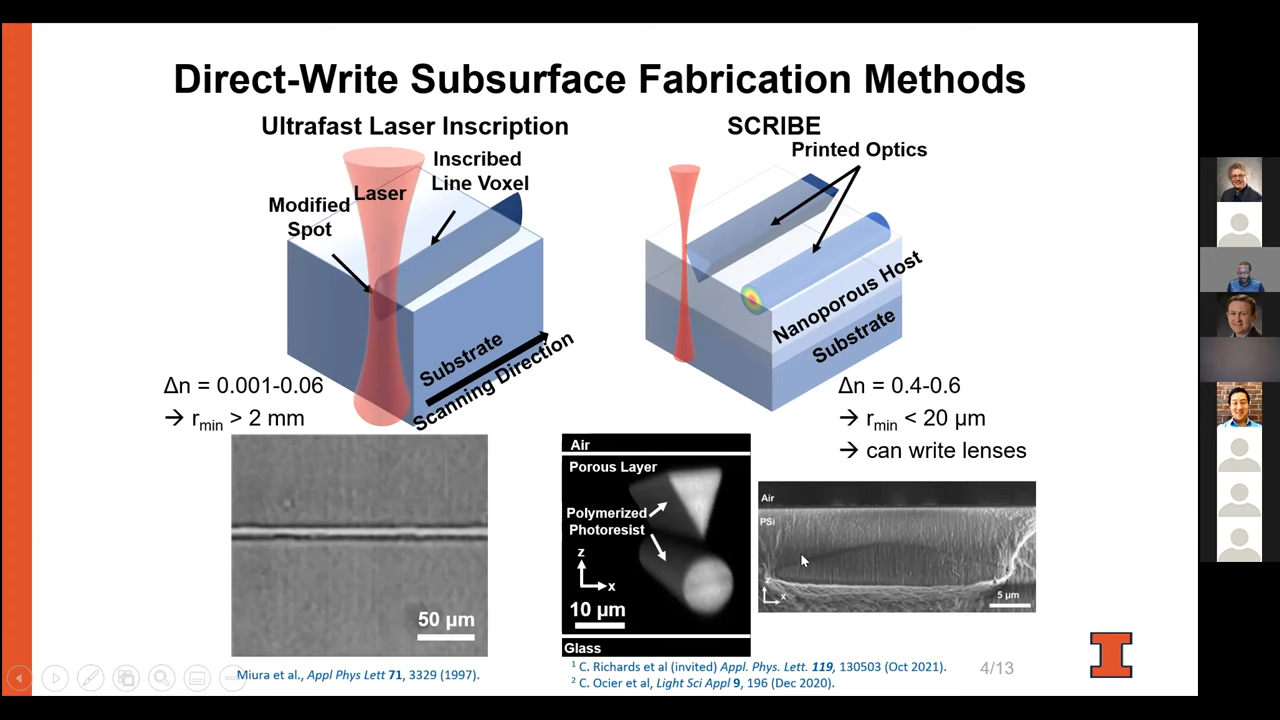 Direct-Write Subsurface Fabrication Methods
Ultrafast Laser Inscription
Inscribed
Line Voxel
Laser
Modified
Spot
Substrate
Scanning Direction
Δn = 0.001-0.06
→ rmin > 2 mm
50 µm
Miura et al., Appl Phys Lett 71, 3329 (1997).
SCRIBE
Printed Optics
Nanoporous Host
Substrate
Δn = 0.4-0.6
→ rmin < 20 µm
→ can write lenses
Air
Porous Layer
Polymerized
Photoresist
z
x
10 µm
Glass
Air
PSi
z
x
5 µm
1 C. Richards et al (invited) Appl. Phys. Lett. 119, 130503 (Oct 2021).
2 C. Ocier et al, Light Sci Appl 9, 196 (Dec 2020).
4/13